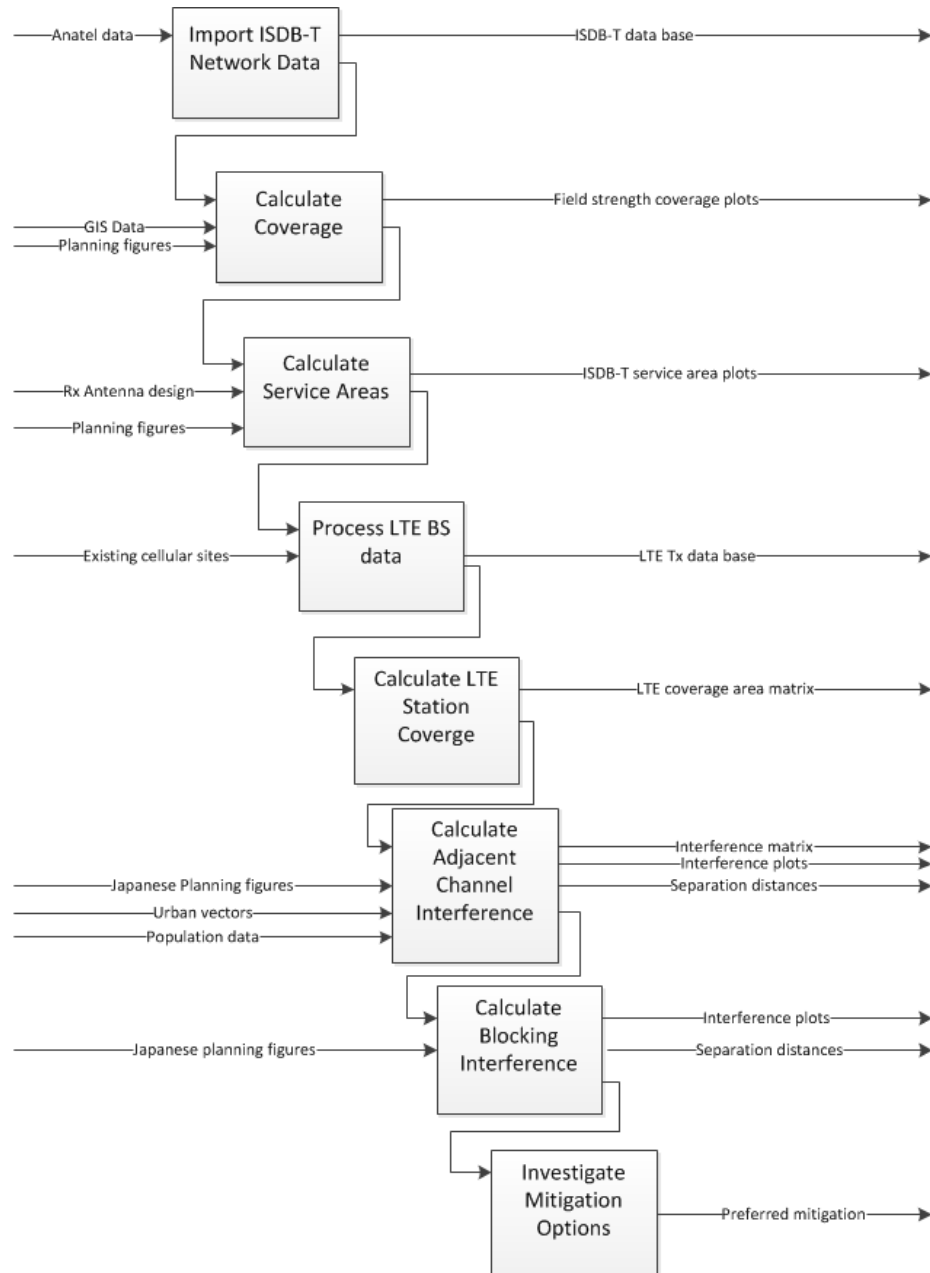 Anatel data
Import ISDB-T
Network Data
ISDB-T data base
Calculate
Coverage
Field strength coverage plots
GIS Data
Planning figures
Calculate
Service Areas
ISDB-T service area plots
Rx Antenna design
Planning figures
Process LTE BS
data
Existing cellular sites
LTE Tx data base
Calculate LTE
Station
Coverge
LTE coverage area matrix
Calculate
Adjacent
Channel
Interference
Interference matrix
Interference plots
Separation distances
Japanese Planning figures
Urban vectors
Population data
Calculate
Blocking
Interference
Interference plots
Separation distances
Japanese planning figures
Investigate
Mitigation
Options
Preferred mitigation